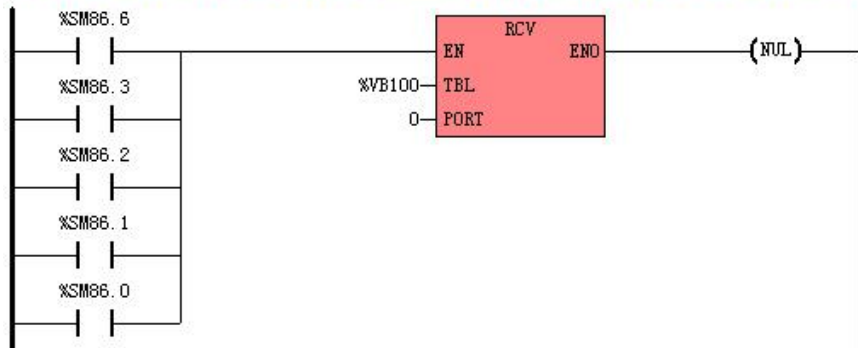 %SM86.6
RCV
EN ENO
(NUL)
%SM86.3
%VB100 TBL
0 PORT
%SM86.2
%SM86.1
%SM86.0